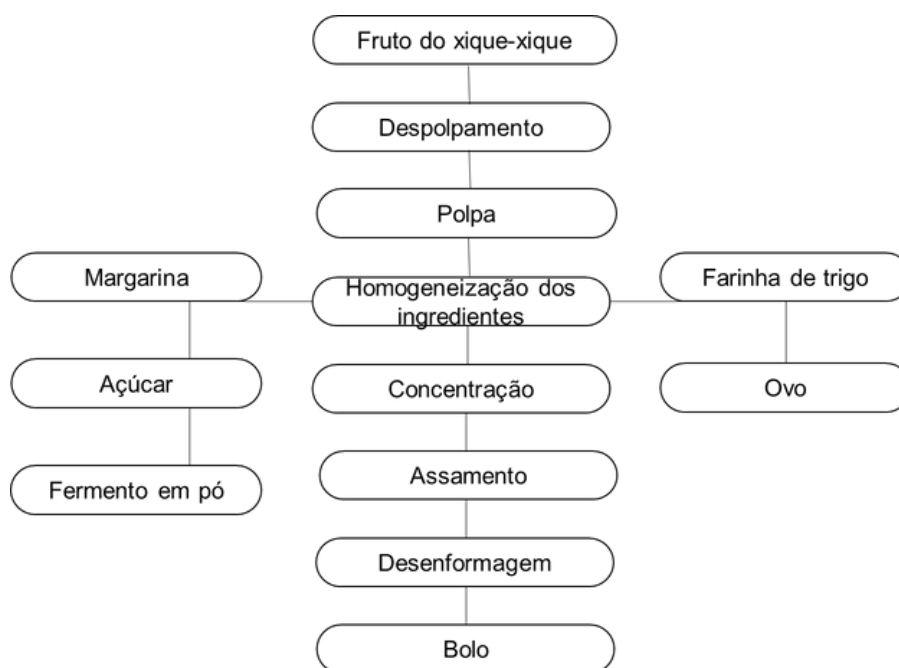 Fruto do xique-xique
Despolpamento
Polpa
Margarina
Homogeneização dos
ingredientes
Farinha de trigo
Açúcar
Concentração
Ovo
Fermento em pó
Assamento
Desenformagem
Bolo